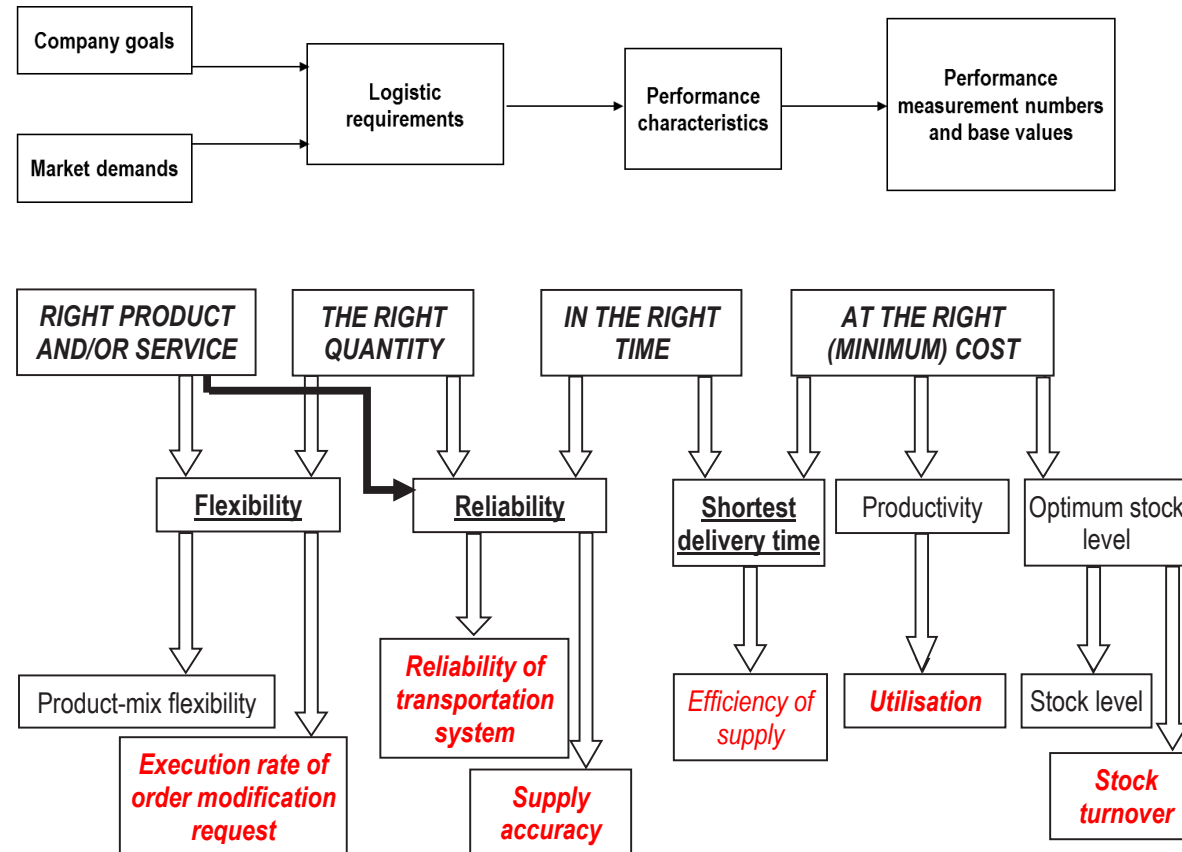 Company goals
Market demands
Logistic
requirements
Performance
characteristics
Performance
measurement numbers
and base values
RIGHT PRODUCT
AND/OR SERVICE
THE RIGHT
QUANTITY
IN THE RIGHT
TIME
AT THE RIGHT
(MINIMUM) COST
Flexibility
Reliability
Shortest
delivery time
Productivity
Optimum stock
level
Product-mix flexibility
Execution rate of
order modification
request
Reliability of
transportation
system
Supply
accuracy
Efficiency of
supply
Utilisation
Stock level
Stock
turnover